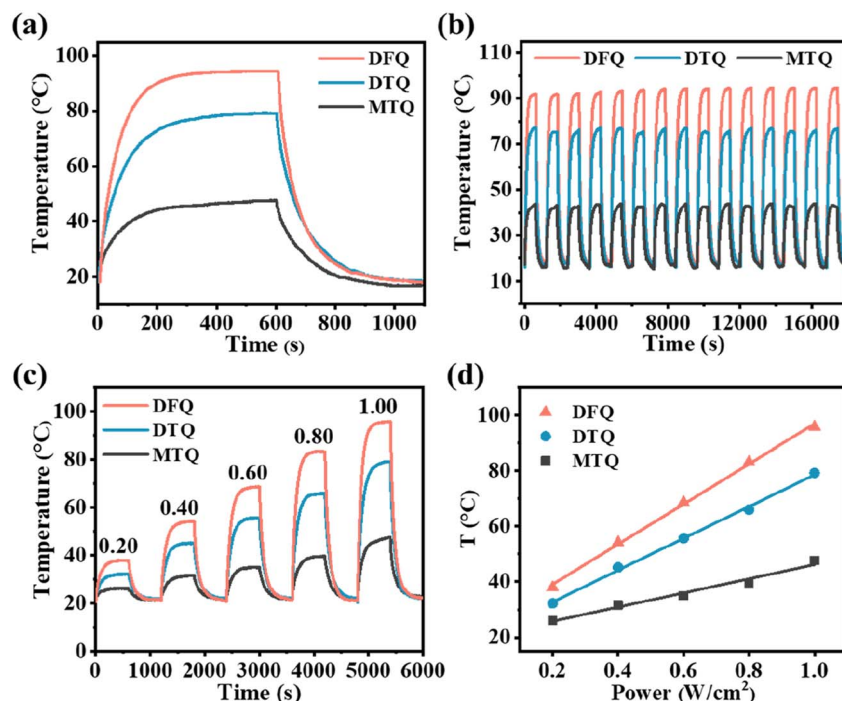 (a)
Temperature (°C)
100
80
60
40
20
DFQ
DTQ
MTQ
0 200 400 600 800 1000
Time (s)
(b)
Temperature (°C)
110
90
70
50
30
10
DFQ DTQ MTQ
0 4000 8000 12000 16000
Time (s)
(c)
Temperature (°C)
100
80
60
40
20
0
DFQ
DTQ
MTQ
0.20
0.40
0.60
0.80
1.00
0 1000 2000 3000 4000 5000 6000
Time (s)
(d)
T (°C)
100
80
60
40
20
DFQ
DTQ
MTQ
0.2 0.4 0.6 0.8 1.0
Power (W/cm²)